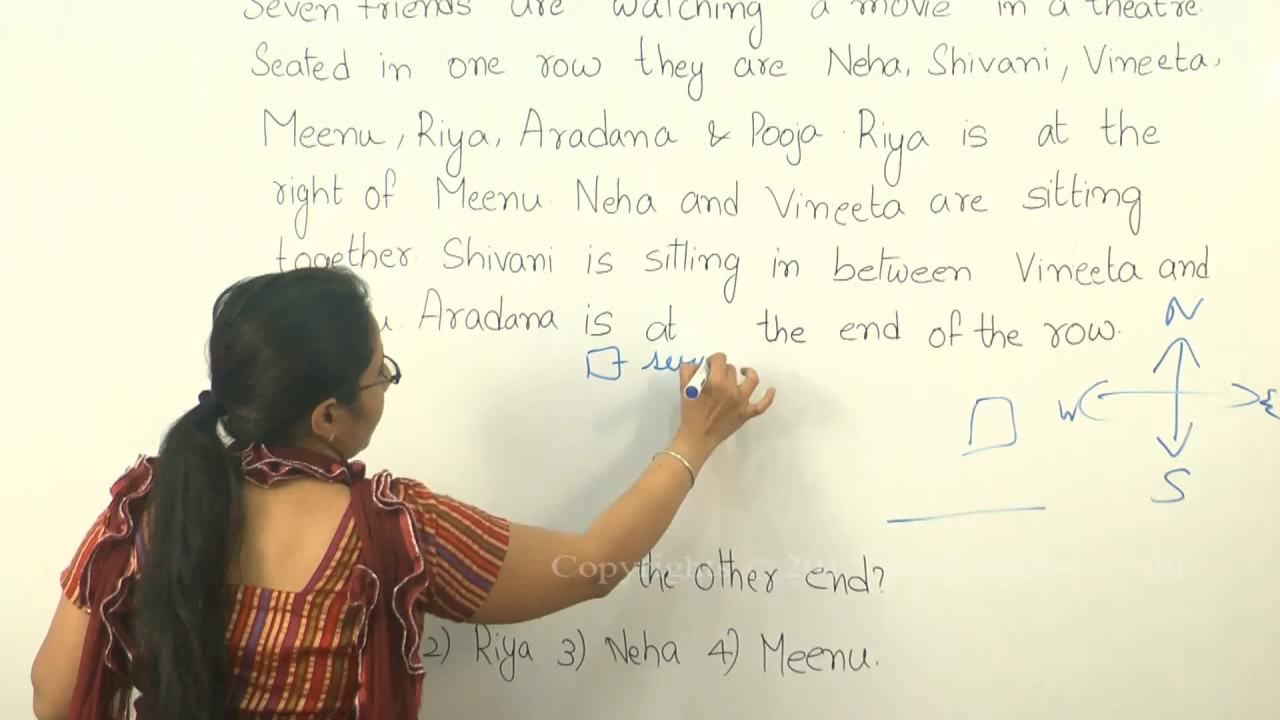 Seven friends are watching a movie in a theatre.
Seated in one row they are Neha, Shivani, Vineeta,
Meenu, Riya, Aradana & Pooja. Riya is at the
right of Meenu. Neha and Vineeta are sitting
together. Shivani is sitting in between Vineeta and
Aradana is at the end of the row.
N
W
E
S
the other end?
2) Riya 3) Neha 4) Meenu.